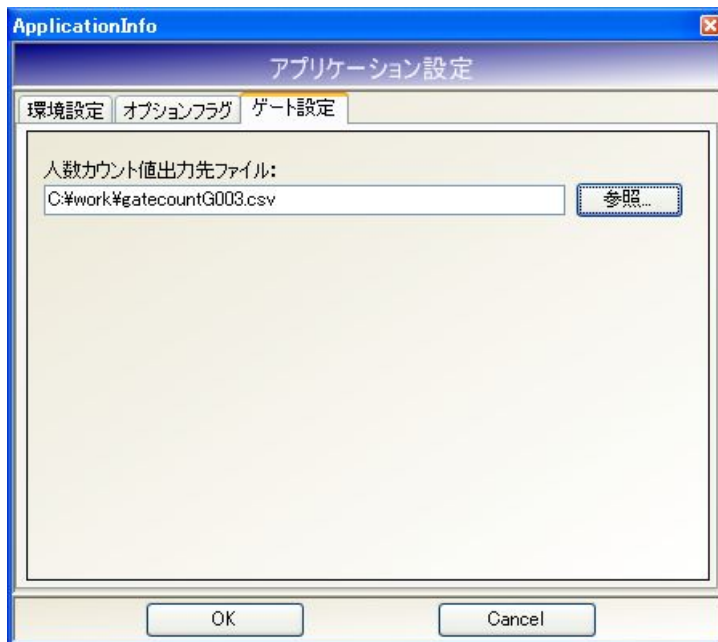 ApplicationInfo
アプリケーション設定
環境設定 オプションフラグ ゲート設定
人数カウント値出力先ファイル:
C:¥work¥gatecountG003.csv 参照...
OK Cancel